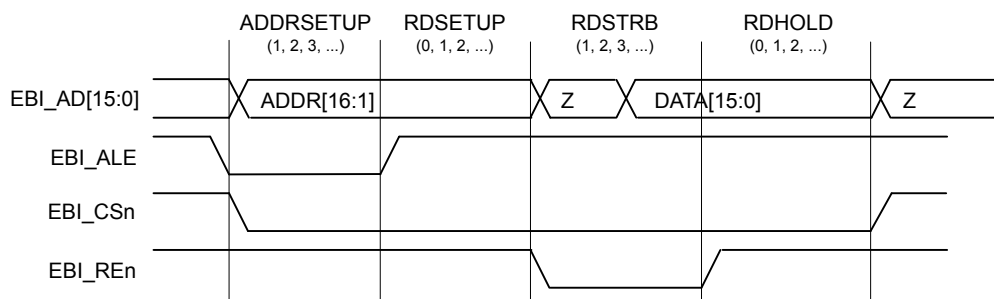 ADDRSETUP RDSETUP RDSTRB RDHOLD
(1, 2, 3, ...) (0, 1, 2, ...) (1, 2, 3, ...) (0, 1, 2, ...)
EBI_AD[15:0] ADDR[16:1] Z DATA[15:0] Z
EBI_ALE
EBI_CSn
EBI_REn